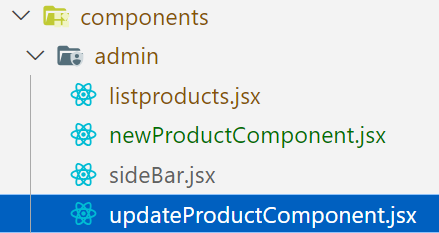 components
admin
listproducts.jsx
newProductComponent.jsx
sideBar.jsx
updateProductComponent.jsx